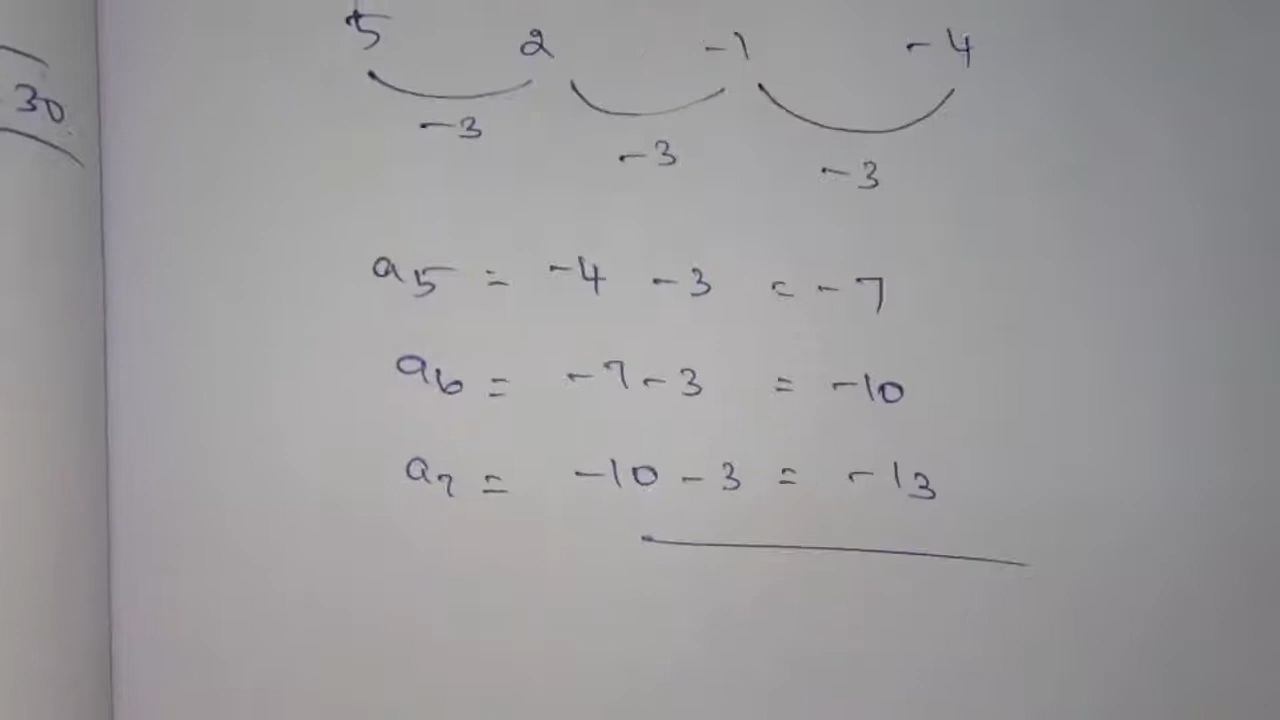 5 2 -1 -4
30
-3 -3 -3
a5 = -4 -3 = -7
a6 = -7-3 = -10
a7 = -10-3 = -13